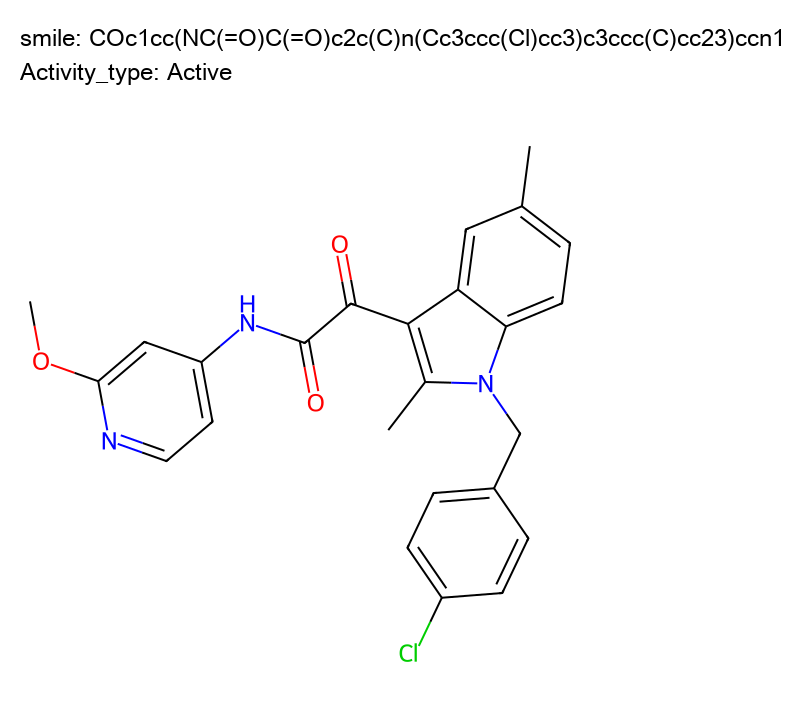 smile: COc1cc(NC(=O)C(=O)c2c(C)n(Cc3ccc(Cl)cc3)c3ccc(C)cc23)ccn1
Activity_type: Active
O
H
N
O
O
N
N
Cl